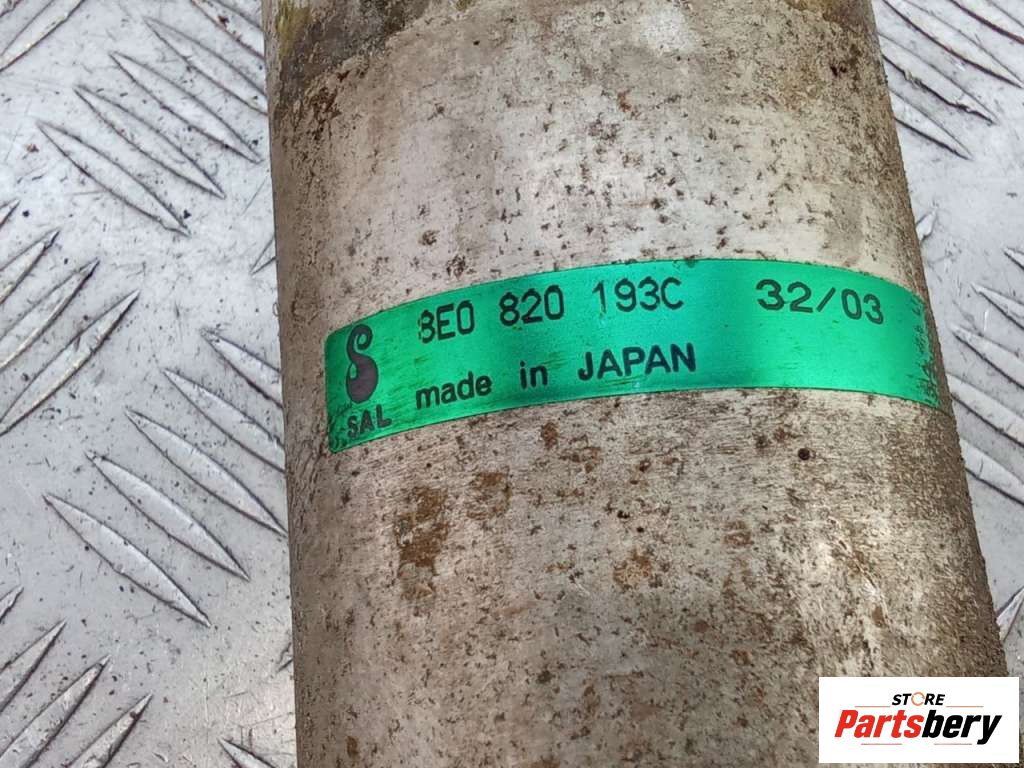 8E0 820 193C 32/03
SAL made in JAPAN
STORE
Partsbery